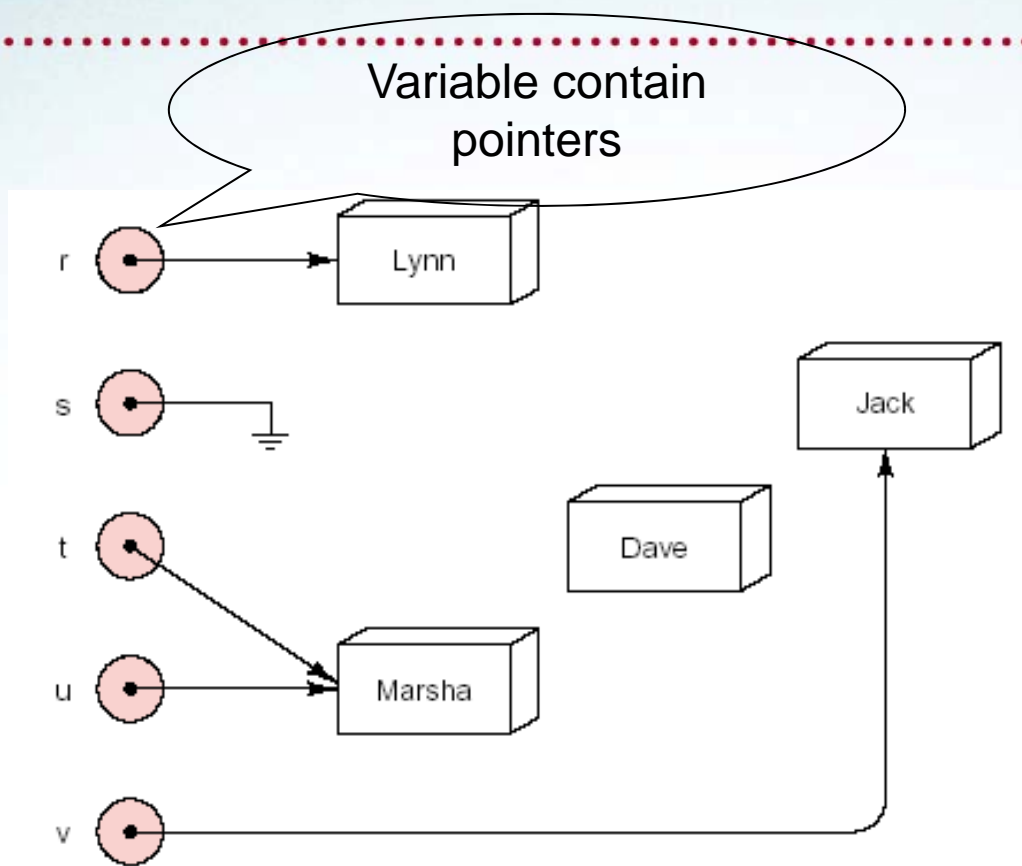 Variable contain
pointers
r
Lynn
s
Jack
t
Dave
u
Marsha
v